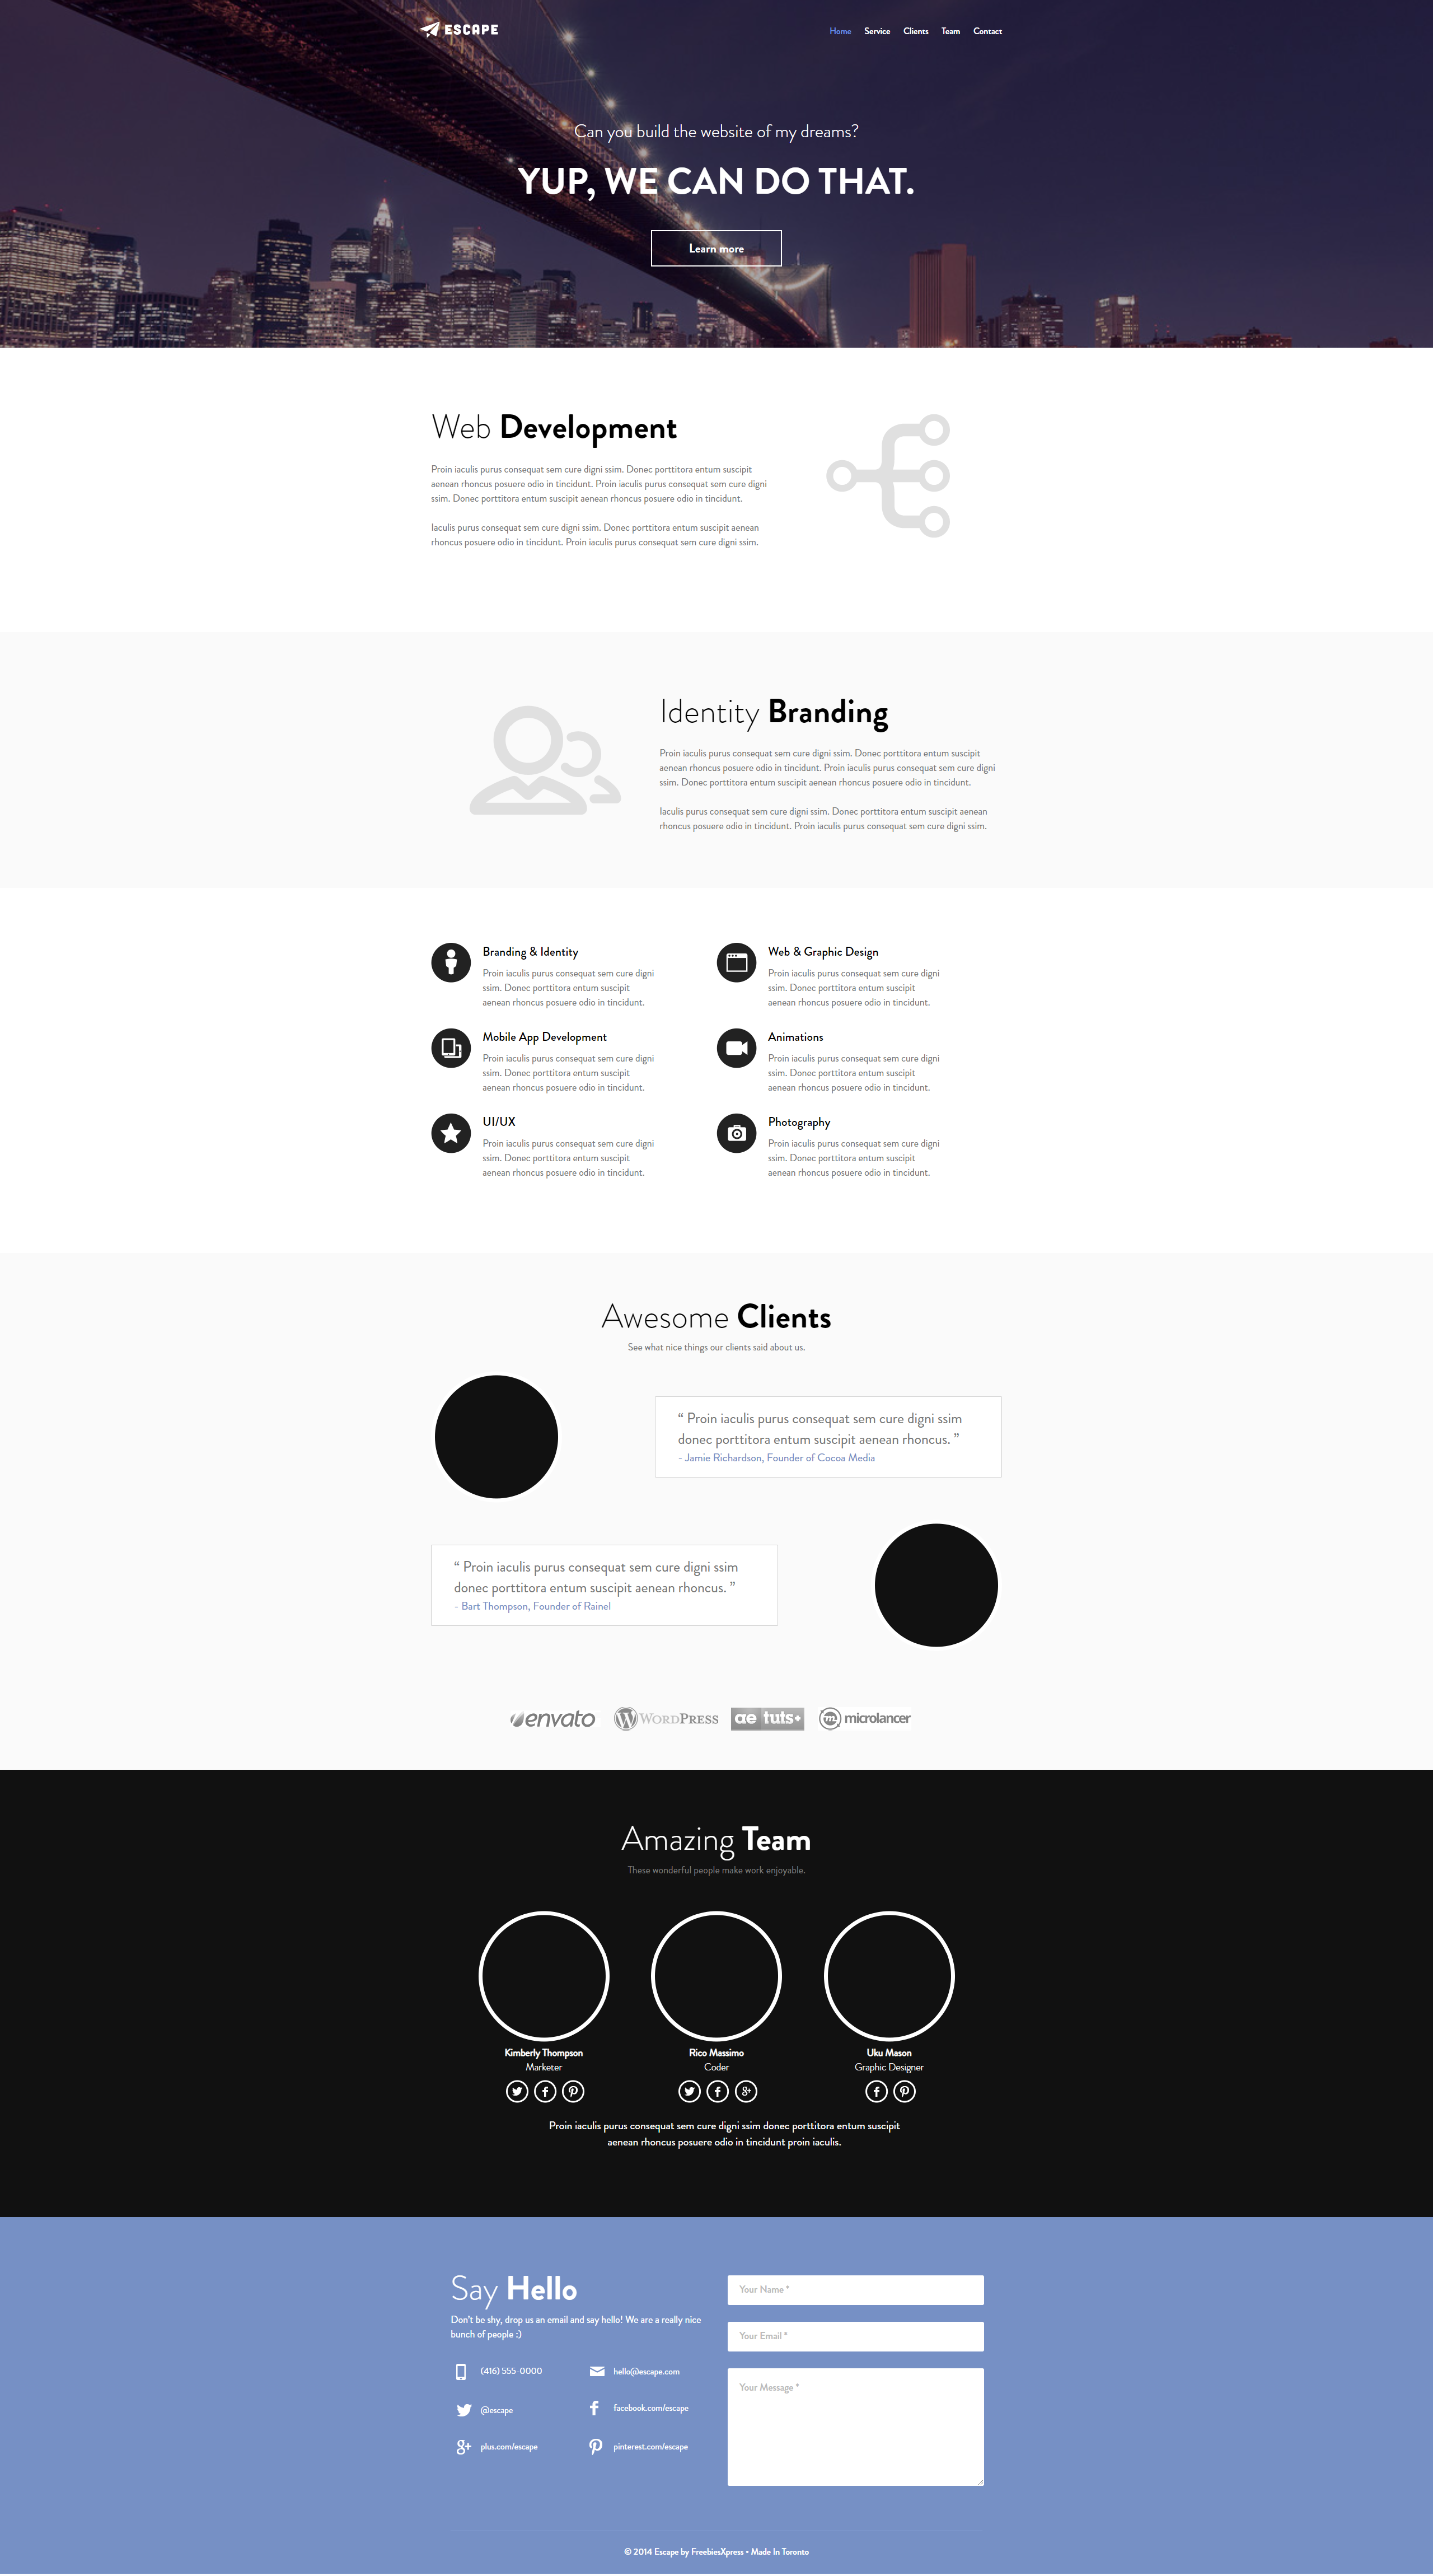 ESCAPE
Home Service Clients Team Contact
Can you build the website of my dreams?
YUP, WE CAN DO THAT.
Learn more
Web Development
Proin iaculis purus consequat sem cure digni ssim. Donec porttitora entum suscipit
aenean rhoncus posuere odio in tincidunt. Proin iaculis purus consequat sem cure digni
ssim. Donec porttitora entum suscipit aenean rhoncus posuere odio in tincidunt.
Iaculis purus consequat sem cure digni ssim. Donec porttitora entum suscipit aenean
rhoncus posuere odio in tincidunt. Proin iaculis purus consequat sem cure digni ssim.
Identity Branding
Proin iaculis purus consequat sem cure digni ssim. Donec porttitora entum suscipit
aenean rhoncus posuere odio in tincidunt. Proin iaculis purus consequat sem cure digni
ssim. Donec porttitora entum suscipit aenean rhoncus posuere odio in tincidunt.
Iaculis purus consequat sem cure digni ssim. Donec porttitora entum suscipit aenean
rhoncus posuere odio in tincidunt. Proin iaculis purus consequat sem cure digni ssim.
Branding & Identity
Proin iaculis purus consequat sem cure digni
ssim. Donec porttitora entum suscipit
aenean rhoncus posuere odio in tincidunt.
Web & Graphic Design
Proin iaculis purus consequat sem cure digni
ssim. Donec porttitora entum suscipit
aenean rhoncus posuere odio in tincidunt.
Mobile App Development
Proin iaculis purus consequat sem cure digni
ssim. Donec porttitora entum suscipit
aenean rhoncus posuere odio in tincidunt.
Animations
Proin iaculis purus consequat sem cure digni
ssim. Donec porttitora entum suscipit
aenean rhoncus posuere odio in tincidunt.
UI/UX
Proin iaculis purus consequat sem cure digni
ssim. Donec porttitora entum suscipit
aenean rhoncus posuere odio in tincidunt.
Photography
Proin iaculis purus consequat sem cure digni
ssim. Donec porttitora entum suscipit
aenean rhoncus posuere odio in tincidunt.
Awesome Clients
See what nice things our clients said about us.
“ Proin iaculis purus consequat sem cure digni ssim
donec porttitora entum suscipit aenean rhoncus. ”
- Jamie Richardson, Founder of Cocoa Media
“ Proin iaculis purus consequat sem cure digni ssim
donec porttitora entum suscipit aenean rhoncus. ”
- Bart Thompson, Founder of Rainel
envato WORDPRESS ae tuts+ m microlancer
Amazing Team
These wonderful people make work enjoyable.
Kimberly Thompson
Marketer
Rico Massimo
Coder
Uku Mason
Graphic Designer
Proin iaculis purus consequat sem cure digni ssim donec porttitora entum suscipit
aenean rhoncus posuere odio in tincidunt proin iaculis.
Say Hello
Don't be shy, drop us an email and say hello! We are a really nice
bunch of people :)
(416) 555-0000
hello@escape.com
@escape
facebook.com/escape
plus.com/escape
pinterest.com/escape
Your Name *
Your Email *
Your Message *
© 2014 Escape by FreebiesXpress • Made In Toronto